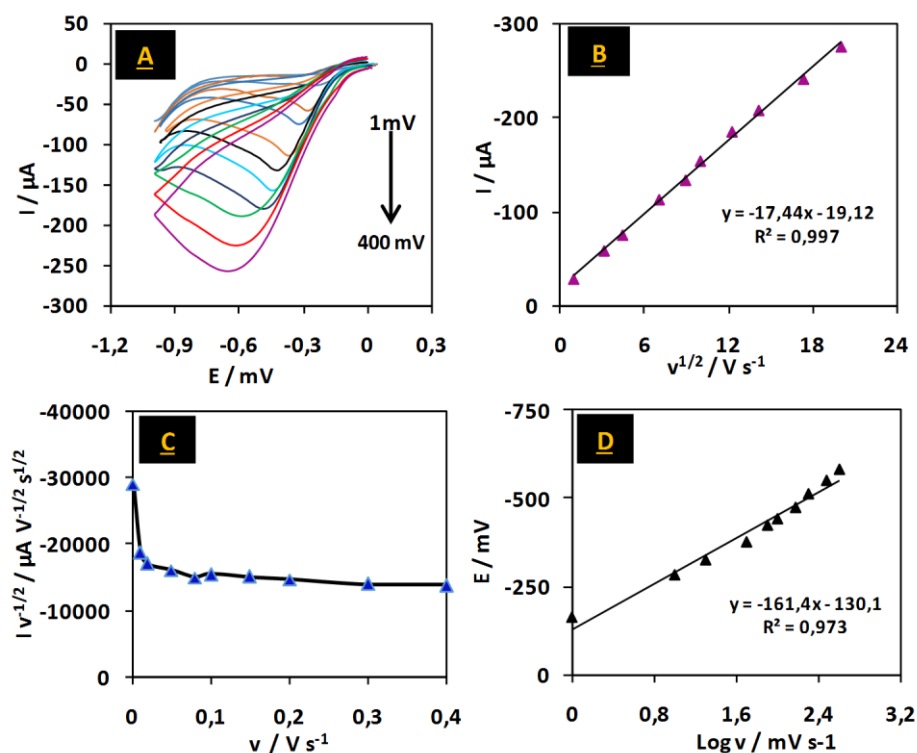 A
50
0
-50
-100
-150
-200
-250
-300
I / µA
1mV
400 mV
-1,2 -0,9 -0,6 -0,3 0 0,3
E / mV
B
-300
-200
-100
0
I / µA
y = -17,44x - 19,12
R² = 0,997
0 6 12 18 24
v¹/² / V s⁻¹
C
-40000
-30000
-20000
-10000
0
I v⁻¹/² / µA V⁻¹/² s¹/²
0 0,1 0,2 0,3 0,4
v / V s⁻¹
D
-750
-500
-250
0
E / mV
y = -161,4x - 130,1
R² = 0,973
0 0,8 1,6 2,4 3,2
Log v / mV s-1